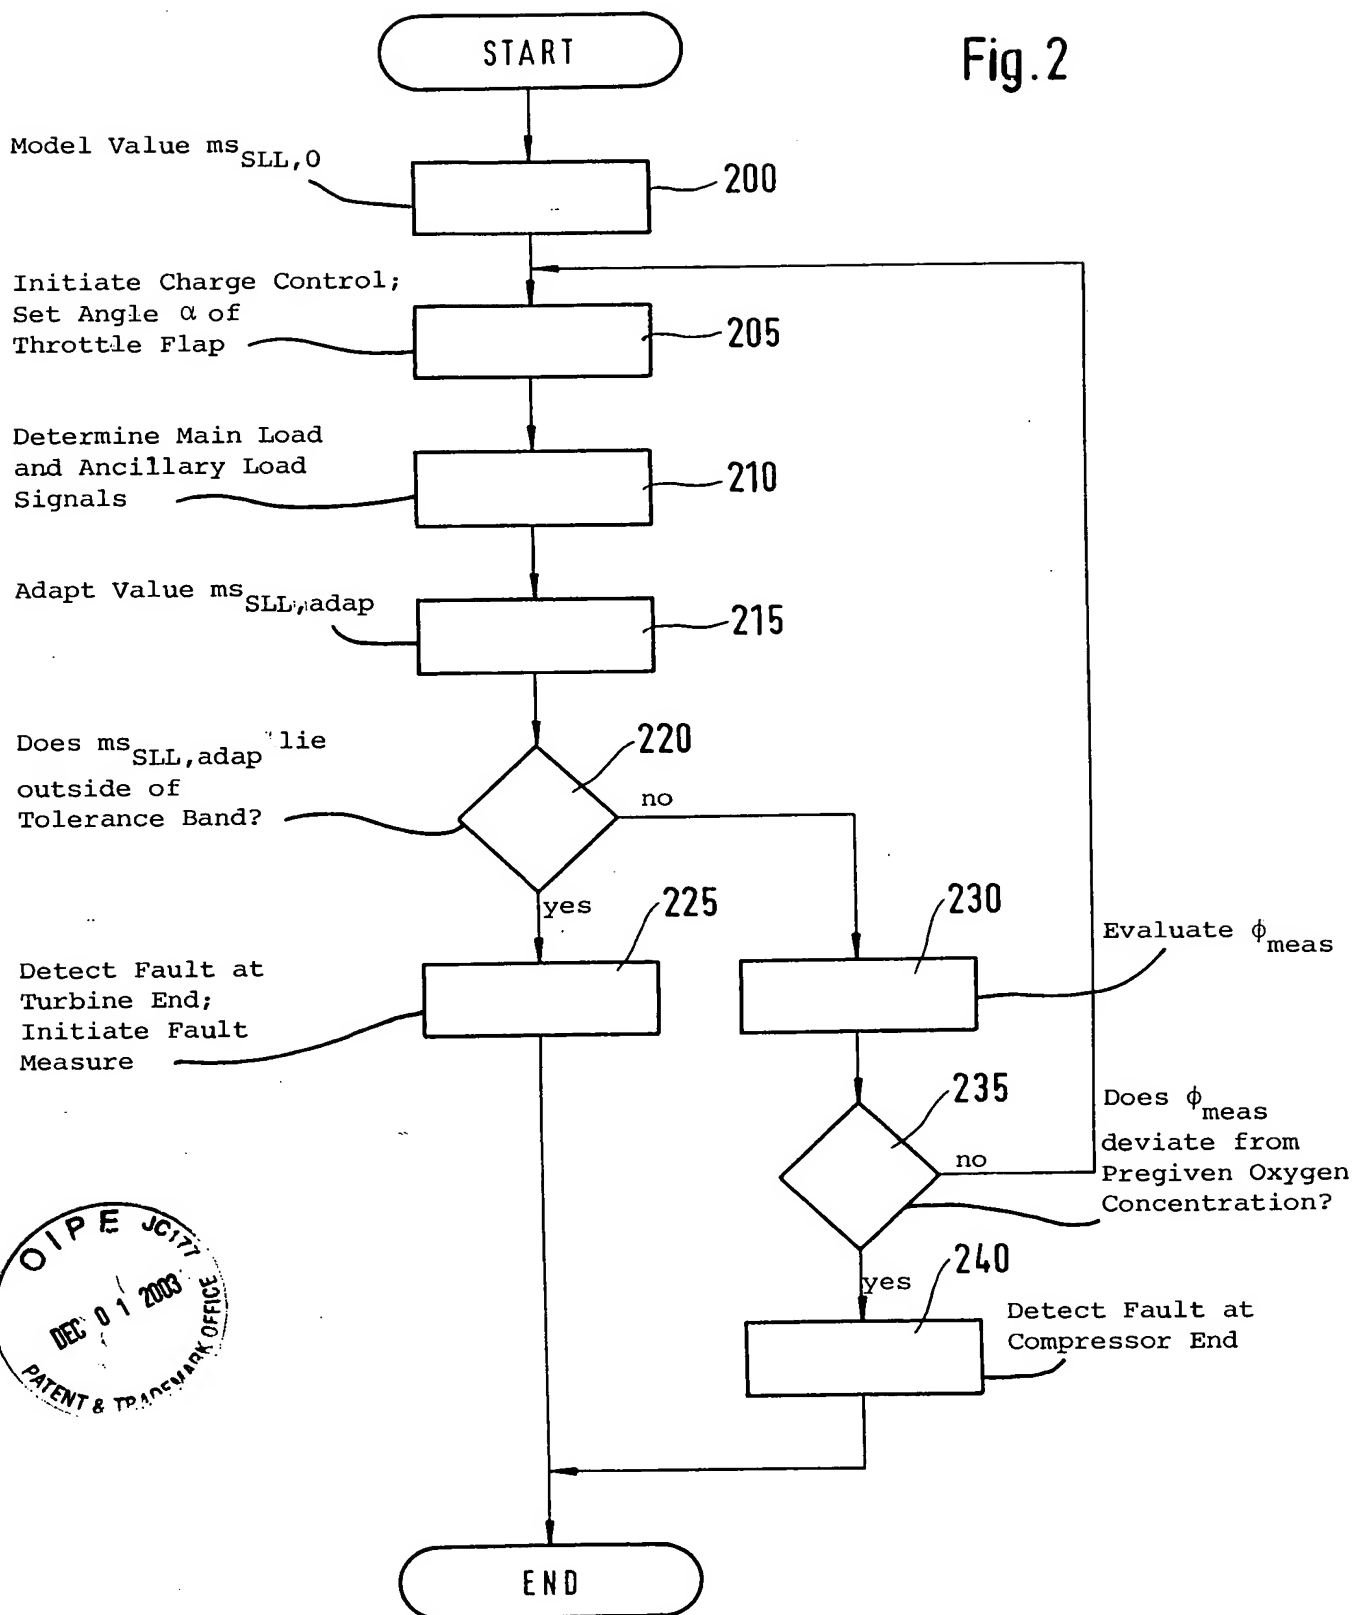 START
Fig.2
Model Value ms SLL,O
200
Initiate Charge Control;
Set Angle α of
Throttle Flap
205
Determine Main Load
and Ancillary Load
Signals
210
Adapt Value ms SLL,adap
215
Does ms SLL,adap lie
outside of
Tolerance Band?
220
no
yes
225
Detect Fault at
Turbine End;
Initiate Fault
Measure
230
Evaluate ϕ meas
235
no
Does ϕ meas
deviate from
Pregiven Oxygen
Concentration?
yes
240
Detect Fault at
Compressor End
OIPE JC177
DEC 01 2003
PATENT & TRADEMARK OFFICE
END